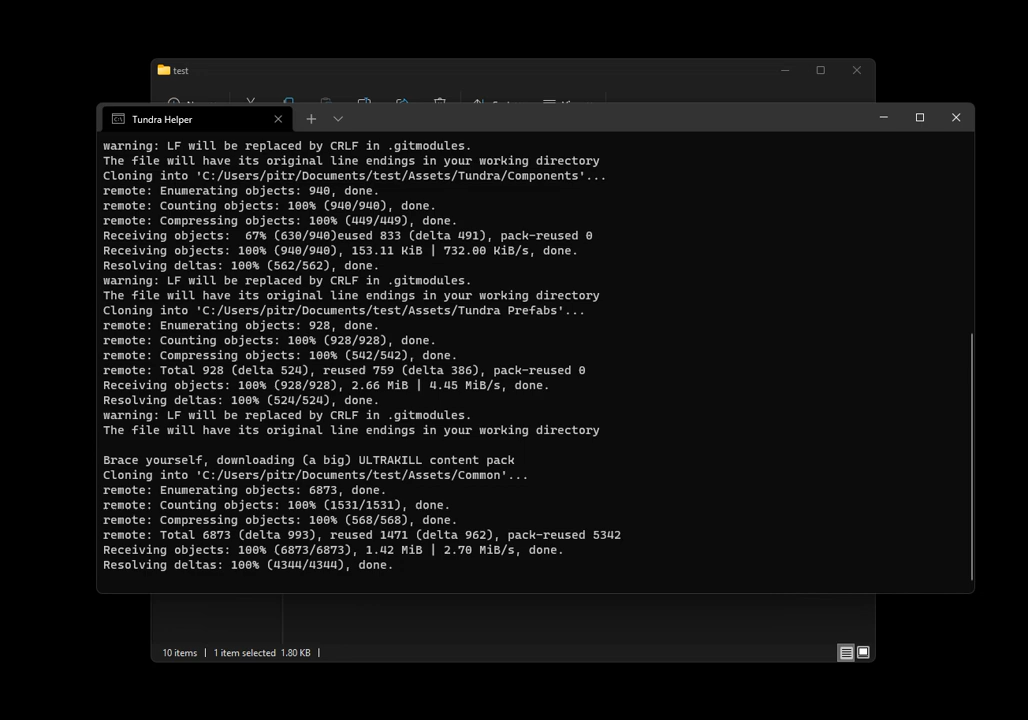 test
Tundra Helper
warning: LF will be replaced by CRLF in .gitmodules.
The file will have its original line endings in your working directory
Cloning into 'C:/Users/pitr/Documents/test/Assets/Tundra/Components'...
remote: Enumerating objects: 940, done.
remote: Counting objects: 100% (940/940), done.
remote: Compressing objects: 100% (449/449), done.
Receiving objects:  67% (630/940)eused 833 (delta 491), pack-reused 0
Receiving objects: 100% (940/940), 153.11 KiB | 732.00 KiB/s, done.
Resolving deltas: 100% (562/562), done.
warning: LF will be replaced by CRLF in .gitmodules.
The file will have its original line endings in your working directory
Cloning into 'C:/Users/pitr/Documents/test/Assets/Tundra Prefabs'...
remote: Enumerating objects: 928, done.
remote: Counting objects: 100% (928/928), done.
remote: Compressing objects: 100% (542/542), done.
remote: Total 928 (delta 524), reused 759 (delta 386), pack-reused 0
Receiving objects: 100% (928/928), 2.66 MiB | 4.45 MiB/s, done.
Resolving deltas: 100% (524/524), done.
warning: LF will be replaced by CRLF in .gitmodules.
The file will have its original line endings in your working directory
Brace yourself, downloading (a big) ULTRAKILL content pack
Cloning into 'C:/Users/pitr/Documents/test/Assets/Common'...
remote: Enumerating objects: 6873, done.
remote: Counting objects: 100% (1531/1531), done.
remote: Compressing objects: 100% (568/568), done.
remote: Total 6873 (delta 993), reused 1471 (delta 962), pack-reused 5342
Receiving objects: 100% (6873/6873), 1.42 MiB | 2.70 MiB/s, done.
Resolving deltas: 100% (4344/4344), done.
10 items | 1 item selected 1.80 KB |